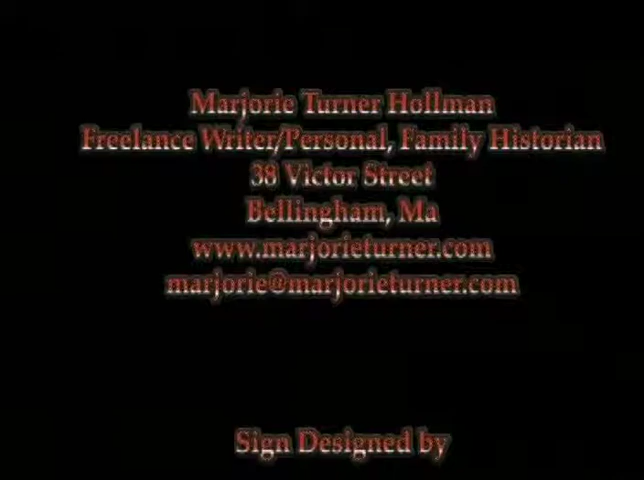 Marjorie Turner Hollman
Freelance Writer/Personal, Family Historian
38 Victor Street
Bellingham, Ma
www.marjorieturner.com
marjorie@marjorieturner.com
Sign Designed by